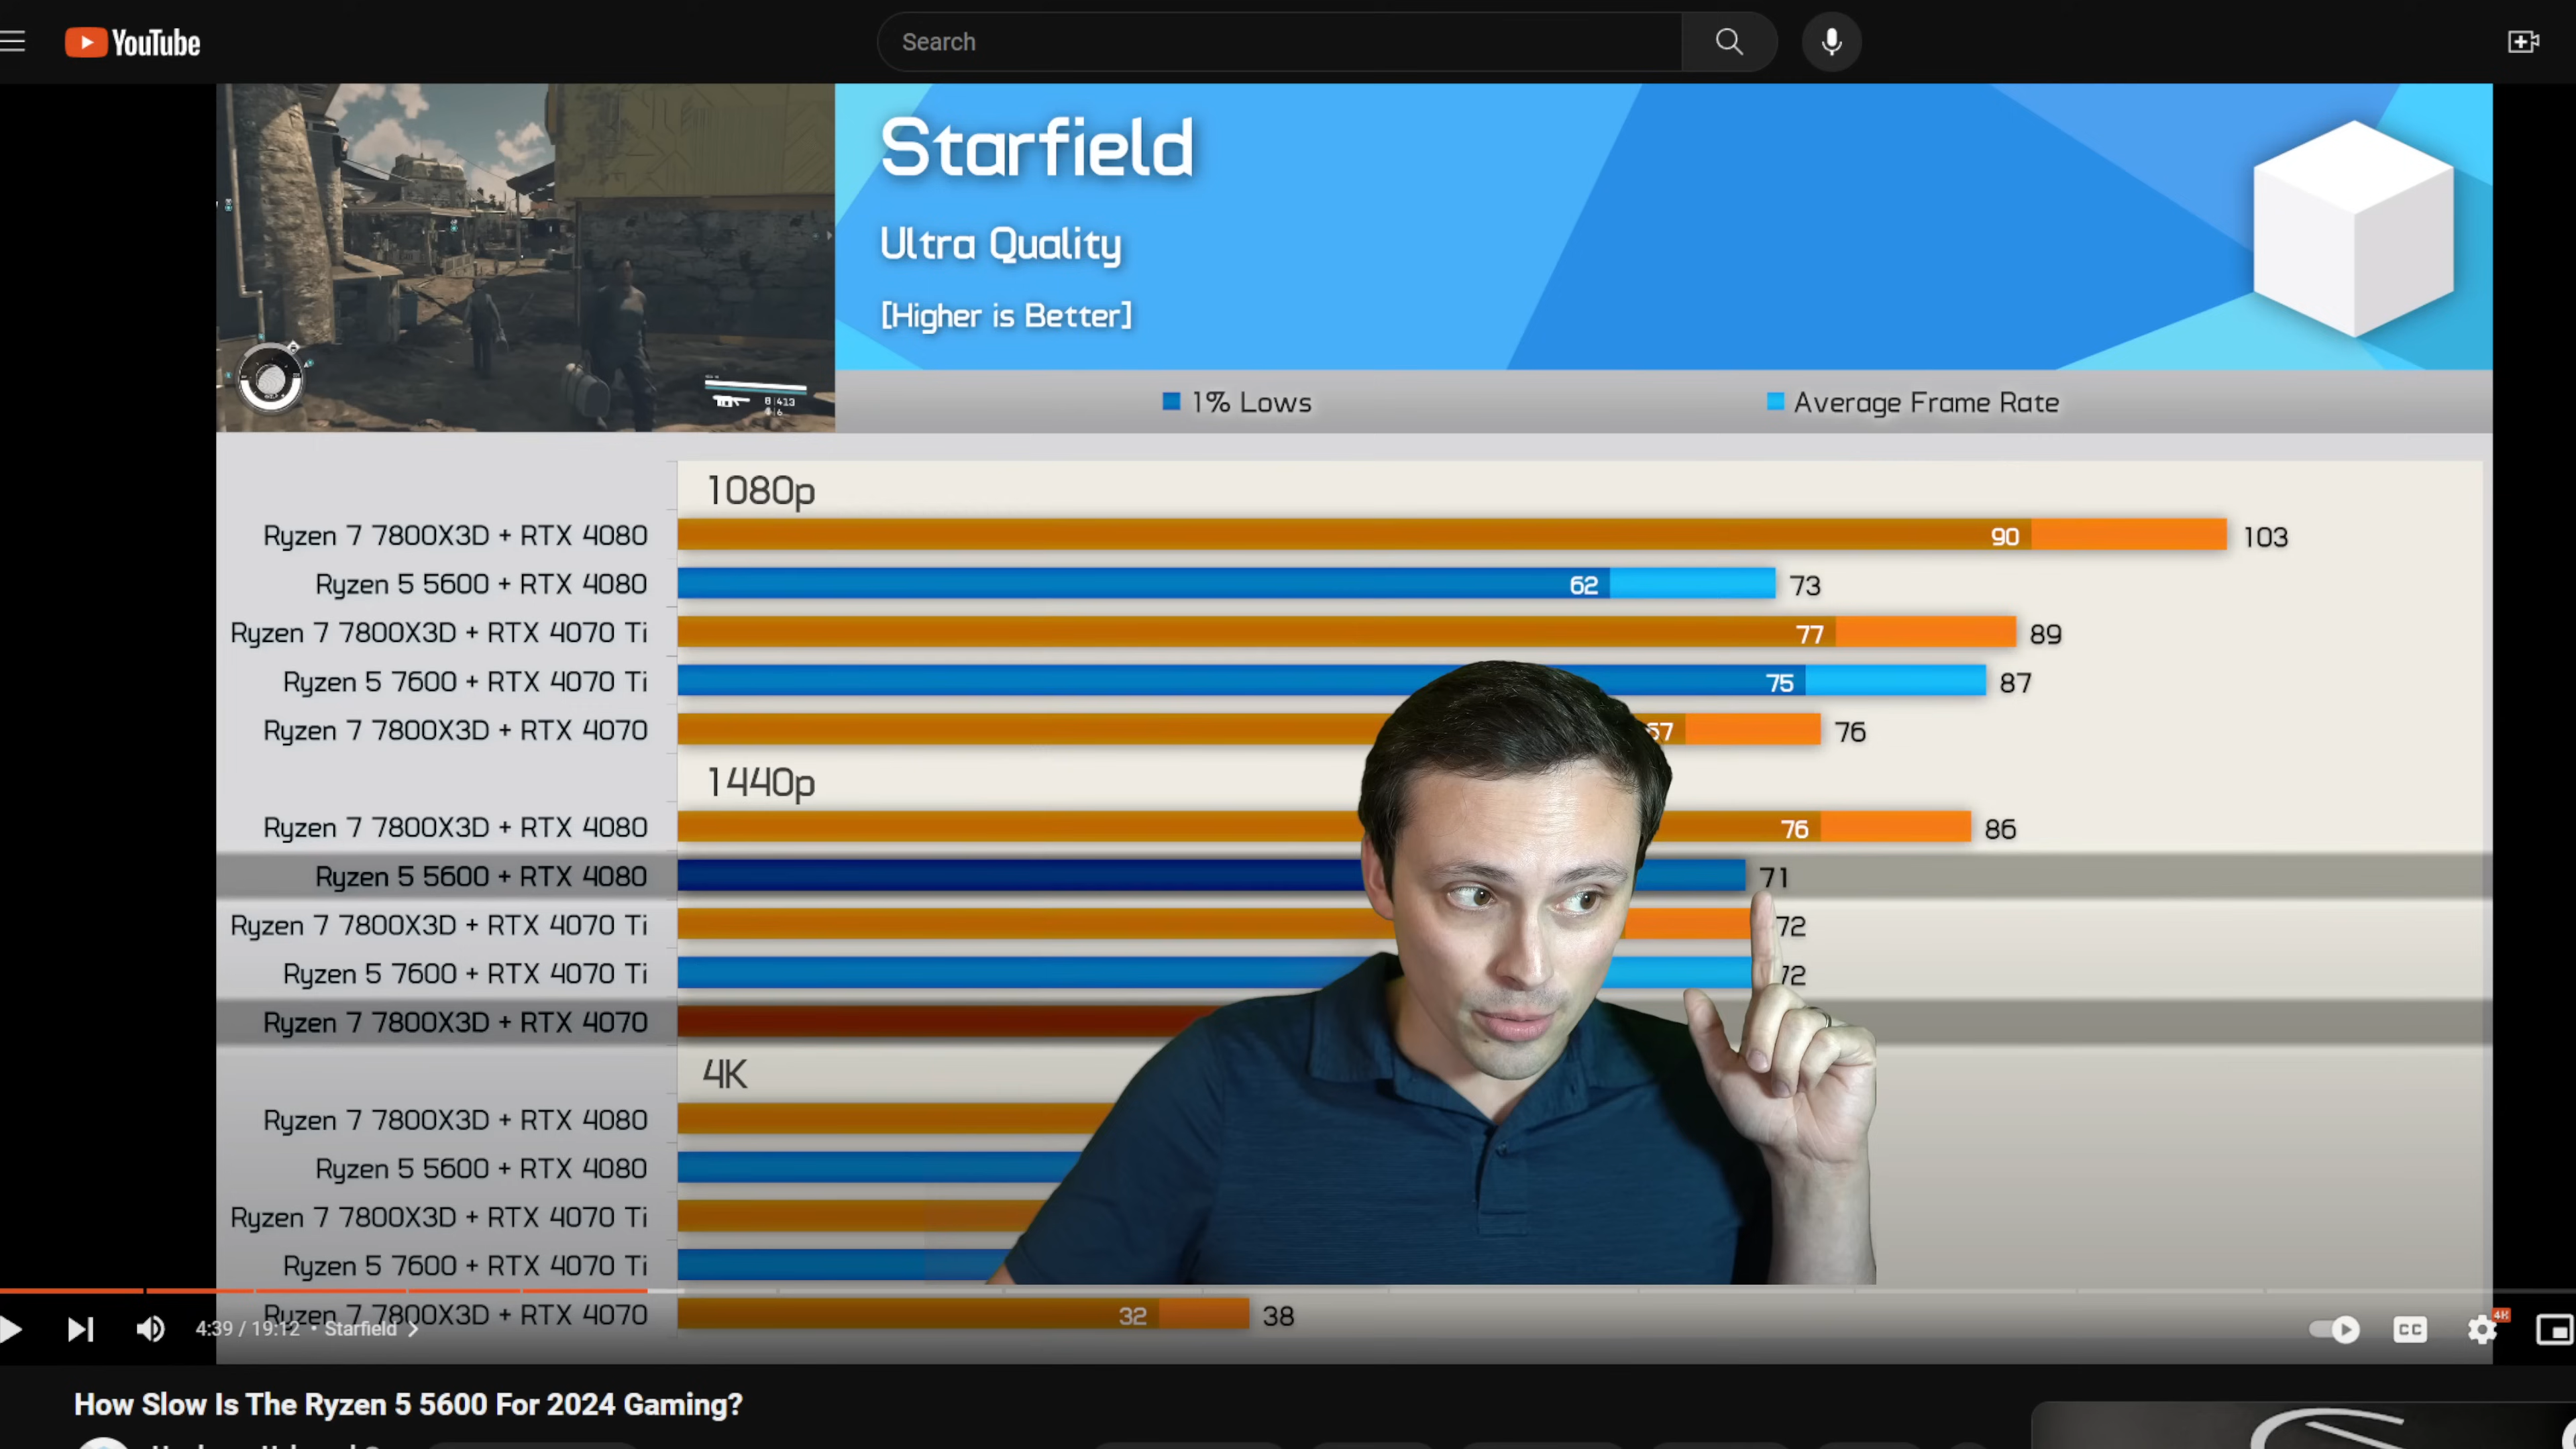 YouTube
Search
Starfield
Ultra Quality
[Higher is Better]
8|413
6
1% Lows
Average Frame Rate
1080p
Ryzen 7 7800X3D + RTX 4080 90 103
Ryzen 5 5600 + RTX 4080 62 73
Ryzen 7 7800X3D + RTX 4070 Ti 77 89
Ryzen 5 7600 + RTX 4070 Ti 75 87
Ryzen 7 7800X3D + RTX 4070 67 76
1440p
Ryzen 7 7800X3D + RTX 4080 76 86
Ryzen 5 5600 + RTX 4080 71
Ryzen 7 7800X3D + RTX 4070 Ti 72
Ryzen 5 7600 + RTX 4070 Ti 72
Ryzen 7 7800X3D + RTX 4070
4K
Ryzen 7 7800X3D + RTX 4080
Ryzen 5 5600 + RTX 4080
Ryzen 7 7800X3D + RTX 4070 Ti
Ryzen 5 7600 + RTX 4070 Ti
Ryzen 7 7800X3D + RTX 4070 32 38
4:39 / 19:12 • Starfield
CC
4K
How Slow Is The Ryzen 5 5600 For 2024 Gaming?